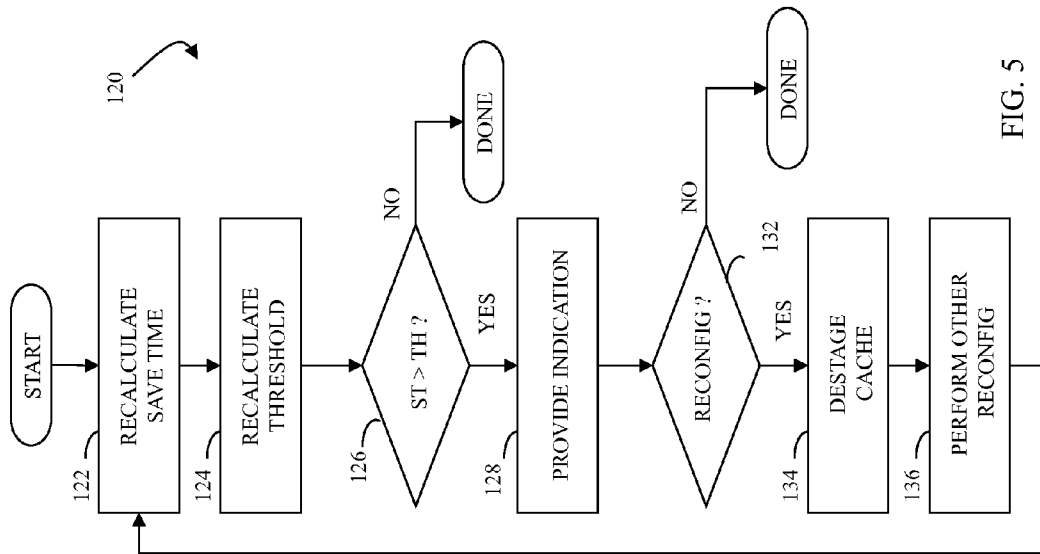 120
START
122
RECALCULATE
SAVE TIME
124
RECALCULATE
THRESHOLD
126
ST > TH ?
NO
DONE
YES
128
PROVIDE INDICATION
RECONFIG ?
132
NO
DONE
YES
134
DESTAGE
CACHE
136
PERFORM OTHER
RECONFIG
FIG. 5